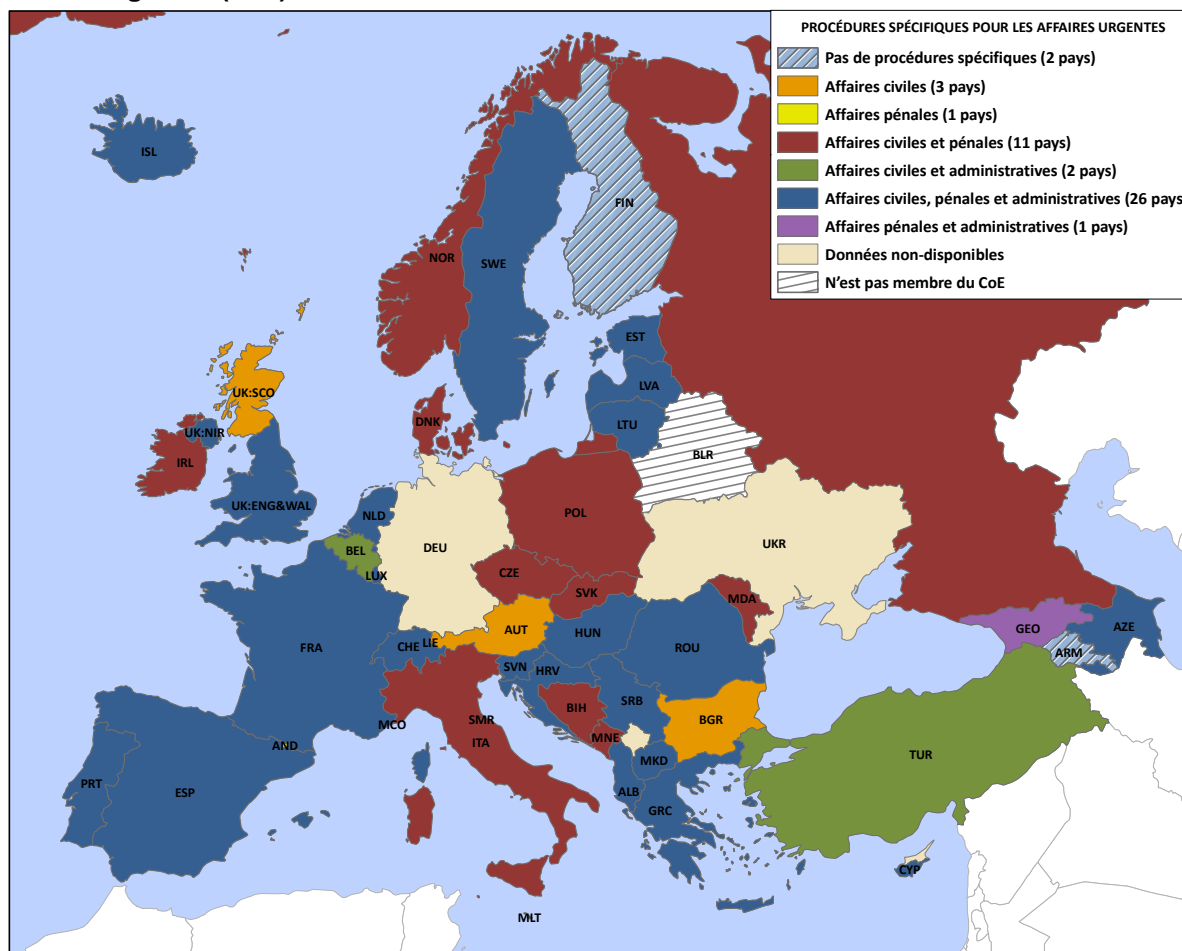 PROCÉDURES SPÉCIFIQUES POUR LES AFFAIRES URGENTES
Pas de procédures spécifiques (2 pays)
Affaires civiles (3 pays)
Affaires pénales (1 pays)
Affaires civiles et pénales (11 pays)
Affaires civiles et administratives (2 pays)
Affaires civiles, pénales et administratives (26 pays)
Affaires pénales et administratives (1 pays)
Données non-disponibles
N'est pas membre du CoE
ISL
FIN
NOR
SWE
EST
LVA
LTU
UK:SCO
DNK
UK:NIR
IRL
BLR
UK:ENG&WAL
NLD
POL
DEU
UKR
BEL
LUX
CZE
SVK
MDA
AUT
HUN
GEO
AZE
FRA
CHE
LIE
ROU
ARM
SVN
HRV
SRB
BIH
BGR
MCO
SMR
ITA
MNE
AND
MKD
TUR
PRT
ESP
ALB
GRC
CYP
MLT